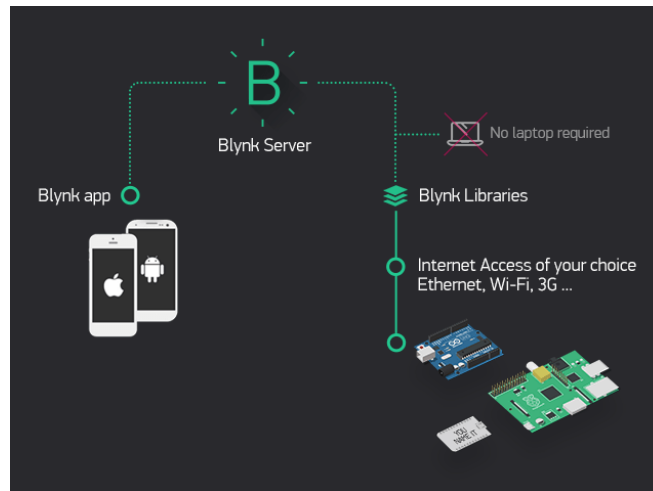 B
Blynk Server
No laptop required
Blynk app
Blynk Libraries
Internet Access of your choice
Ethernet, Wi-Fi, 3G ...
YOU
NAME IT